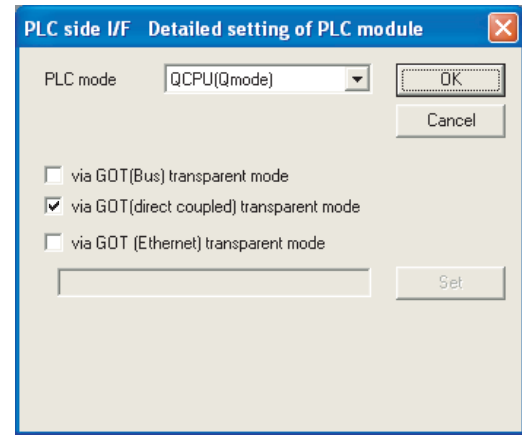 PLC side I/F Detailed setting of PLC module
PLC mode QCPU(Qmode) OK
Cancel
via GOT(Bus) transparent mode
via GOT(direct coupled) transparent mode
via GOT (Ethernet) transparent mode
Set